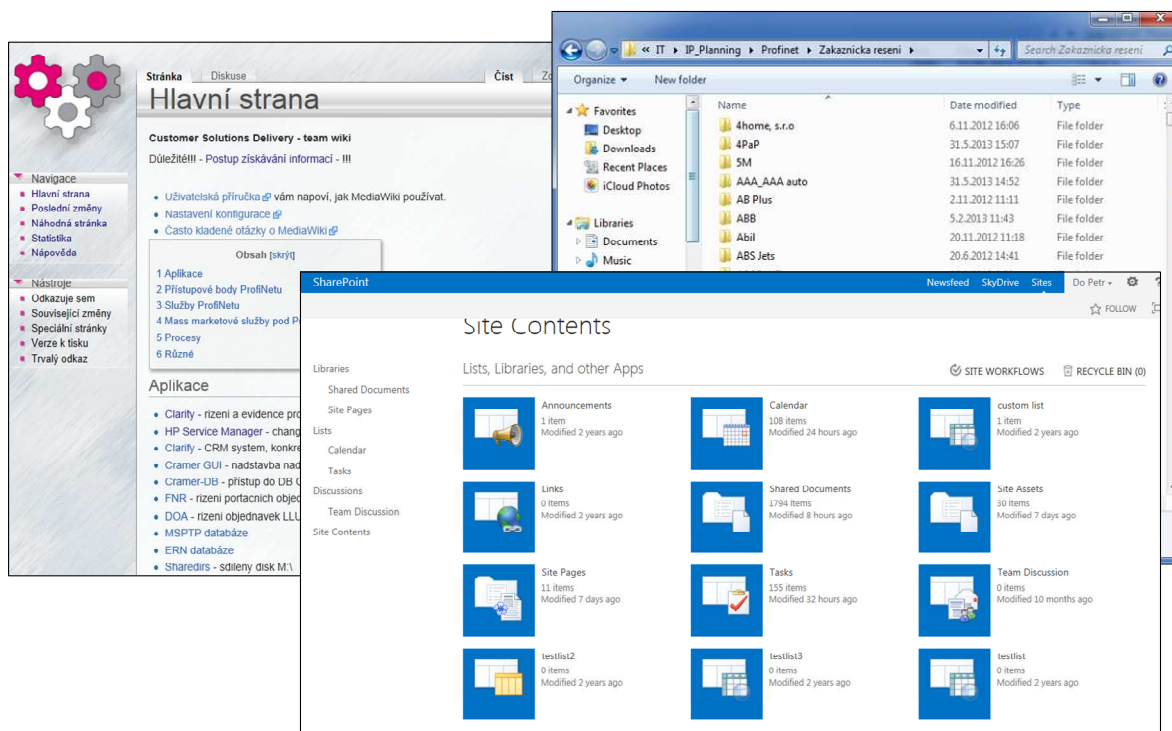 Stránka Diskuse Číst
Hlavní strana
Customer Solutions Delivery - team wiki
Důležité!!! - Postup získávání informací - !!!
Uživatelská příručka vám napoví, jak MediaWiki používat.
Nastavení konfigurace
Často kladené otázky o MediaWiki
Obsah [skrýt]
1 Aplikace
2 Přístupové body ProfiNetu
3 Služby ProfiNetu
4 Mass marketové služby pod
5 Procesy
6 Různé
Aplikace
Clarity - rizeni a evidence
HP Service Manager -
Clarify - CRM system,
Cramer GUI - nadstavba
Cramer-DB - přístup do DB
FNR - rizeni portacnich
DOA - rizeni objednavek LLU
MSPTP databáze
ERN databáze
Sharedirs - sdileny disk M:\
Navigace
Hlavní strana
Poslední změny
Náhodná stránka
Statistika
Nápověda
Nástroje
Odkazuje sem
Související změny
Speciální stránky
Verze k tisku
Trvalý odkaz
« IT IP_Planning Profinet Zakaznicka reseni Search Zakaznicka reseni
Organize New folder
Favorites
Desktop
Downloads
Recent Places
iCloud Photos
Libraries
Documents
Music
Name Date modified Type
4home, s.r.o 6.11.2012 16:06 File folder
4PaP 31.5.2013 15:07 File folder
5M 16.11.2012 16:26 File folder
AAA_AAA auto 31.5.2013 14:52 File folder
AB Plus 2.11.2012 11:11 File folder
ABB 5.2.2013 11:43 File folder
Abil 20.11.2012 11:18 File folder
ABS Jets 20.6.2012 14:41 File folder
SharePoint Newsfeed SkyDrive Sites Do Petr ?
FOLLOW
Site Contents
Libraries
Shared Documents
Site Pages
Lists
Calendar
Tasks
Discussions
Team Discussion
Site Contents
Lists, Libraries, and other Apps SITE WORKFLOWS RECYCLE BIN (0)
Announcements
1 item
Modified 2 years ago
Calendar
108 items
Modified 24 hours ago
custom list
1 item
Modified 2 years ago
Links
0 items
Modified 2 years ago
Shared Documents
1794 items
Modified 8 hours ago
Site Assets
30 items
Modified 7 days ago
Site Pages
11 items
Modified 7 days ago
Tasks
155 items
Modified 32 hours ago
Team Discussion
0 items
Modified 10 months ago
testlist2
0 items
Modified 2 years ago
testlist3
0 items
Modified 2 years ago
testlist
0 items
Modified 2 years ago